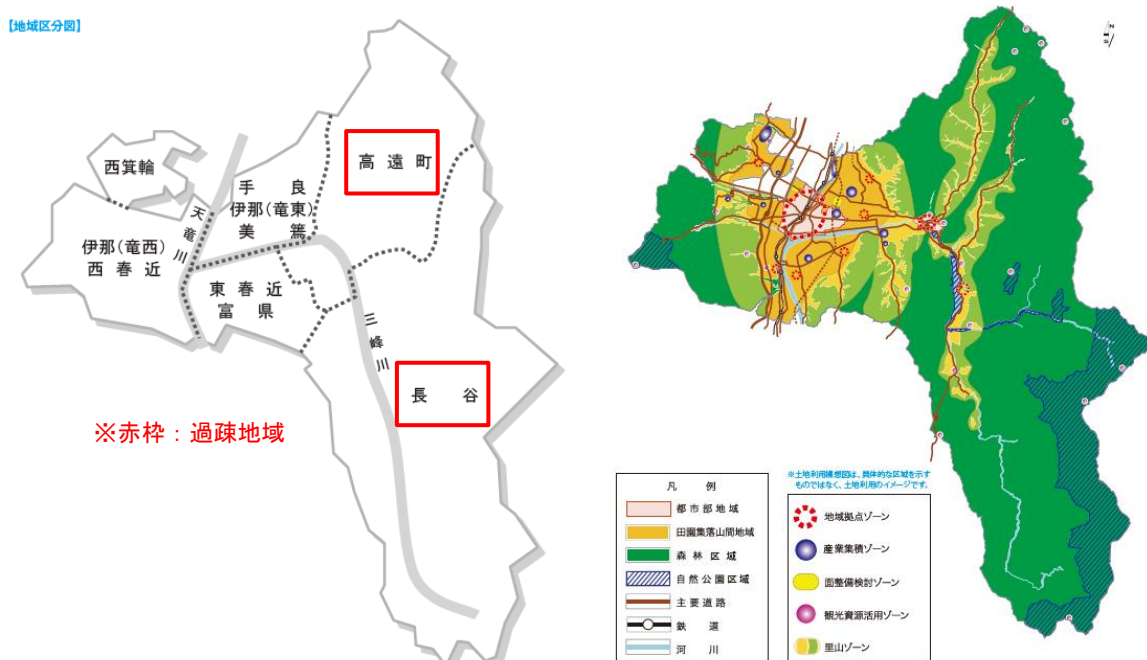 【地域区分図】
西箕輪
天竜川
手良
伊那(竜東)
美篶
高遠町
伊那(竜西)
西春近
東春近
富県
三峰川
長谷
※赤枠：過疎地域
N
凡例
都市部地域
田園集落山間地域
森林区域
自然公園区域
主要道路
鉄道
河川
※土地利用構想図は、具体的な区域を示す
ものではなく、土地利用のイメージです。
地域拠点ゾーン
産業集積ゾーン
面整備検討ゾーン
観光資源活用ゾーン
里山ゾーン